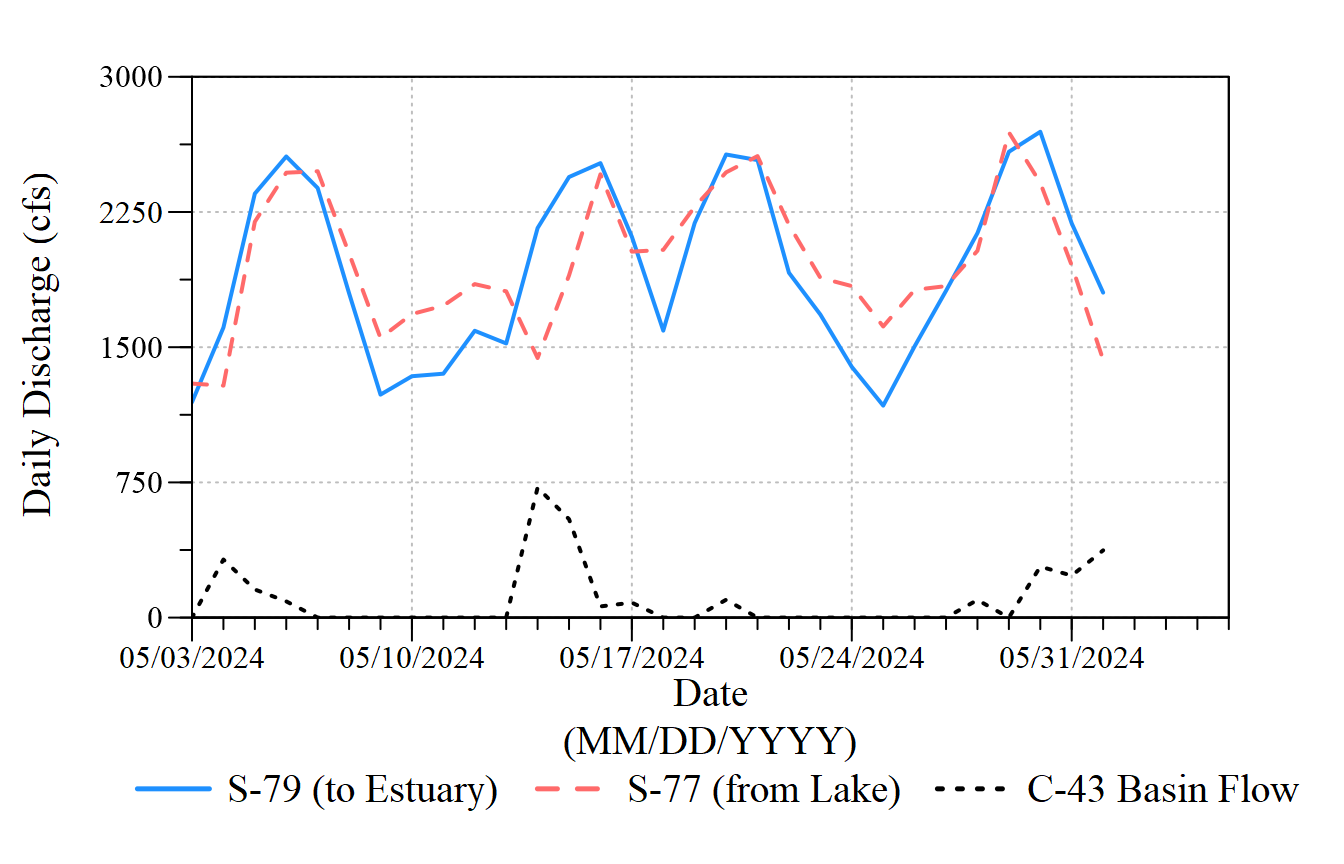 3000
2250
1500
750
0
Daily Discharge (cfs)
05/03/2024 05/10/2024 05/17/2024 05/24/2024 05/31/2024
Date
(MM/DD/YYYY)
S-79 (to Estuary) S-77 (from Lake) C-43 Basin Flow